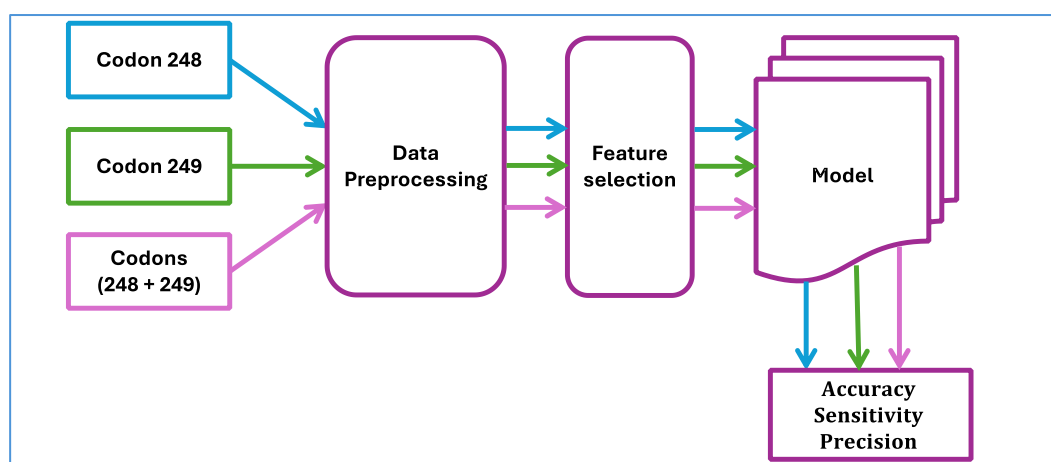 Codon 248
Codon 249
Codons
(248 + 249)
Data
Preprocessing
Feature
selection
Model
Accuracy
Sensitivity
Precision